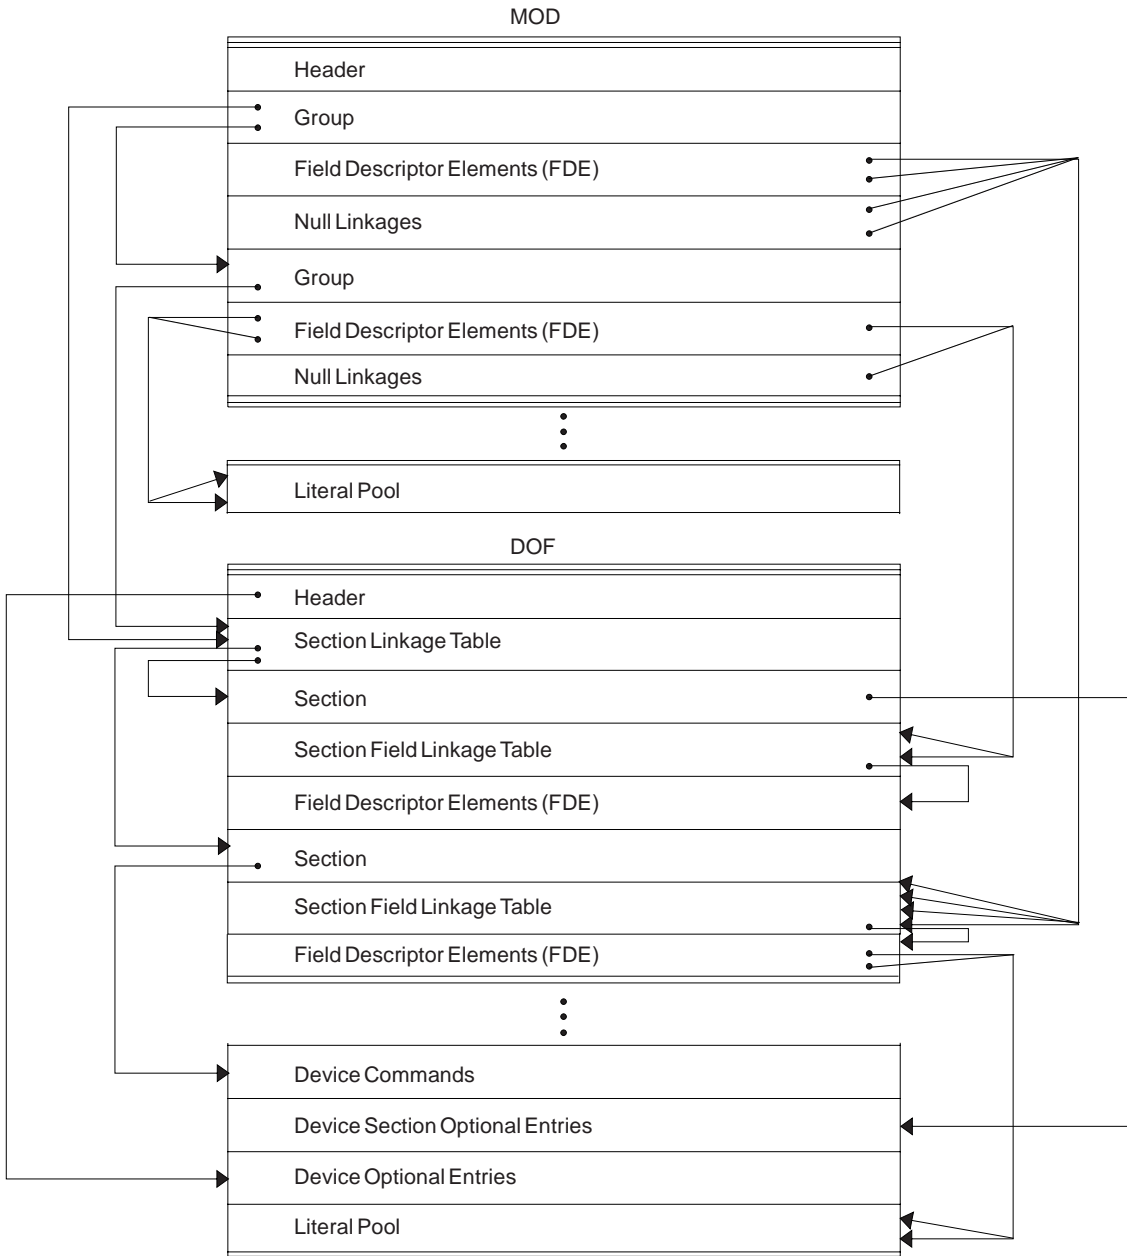 MOD
Header
Group
Field Descriptor Elements (FDE)
Null Linkages
Group
Field Descriptor Elements (FDE)
Null Linkages
Literal Pool
DOF
Header
Section Linkage Table
Section
Section Field Linkage Table
Field Descriptor Elements (FDE)
Section
Section Field Linkage Table
Field Descriptor Elements (FDE)
Device Commands
Device Section Optional Entries
Device Optional Entries
Literal Pool